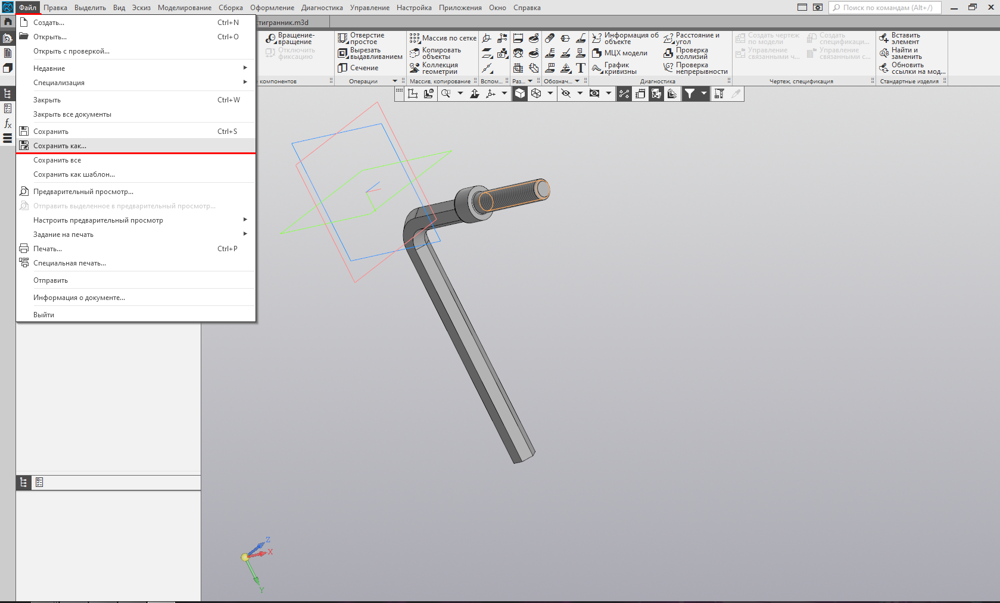 Файл Правка Выделить Вид Эскиз Моделирование Сборка Оформление Диагностика Управление Настройка Приложения Окно Справка
Поиск по командам (Alt+/)
стигранник.m3d
Создать... Ctrl+N
Открыть... Ctrl+O
Открыть с проверкой...
Недавние
Специализация
Закрыть Ctrl+W
Закрыть все документы
Сохранить Ctrl+S
Сохранить как...
Сохранить все
Сохранить как шаблон...
Предварительный просмотр...
Отправить выделенное в предварительный просмотр...
Настроить предварительный просмотр
Задание на печать
Печать... Ctrl+P
Специальная печать...
Отправить
Информация о документе...
Выйти
Вращение-
вращение
Отключить
фиксацию
е компонентов
Отверстие
простое
Вырезать
выдавливанием
Сечение
Операции
Массив по сетке
Копировать
объекты
Коллекция
геометрии
Массив, копирование
Вспом...
Раз...
Обознач...
Информация об
объекте
МЦХ модели
График
кривизны
Расстояние и
угол
Проверка
коллизий
Проверка
непрерывности
Диагностика
Создать чертеж
по модели
Управление
связанными ч...
Создать
спецификаци...
Управление
связанными с...
Чертеж, спецификация
Вставить
элемент
Найти и
заменить
Обновить
ссылки на мод...
Стандартные изделия
Z
X
Y